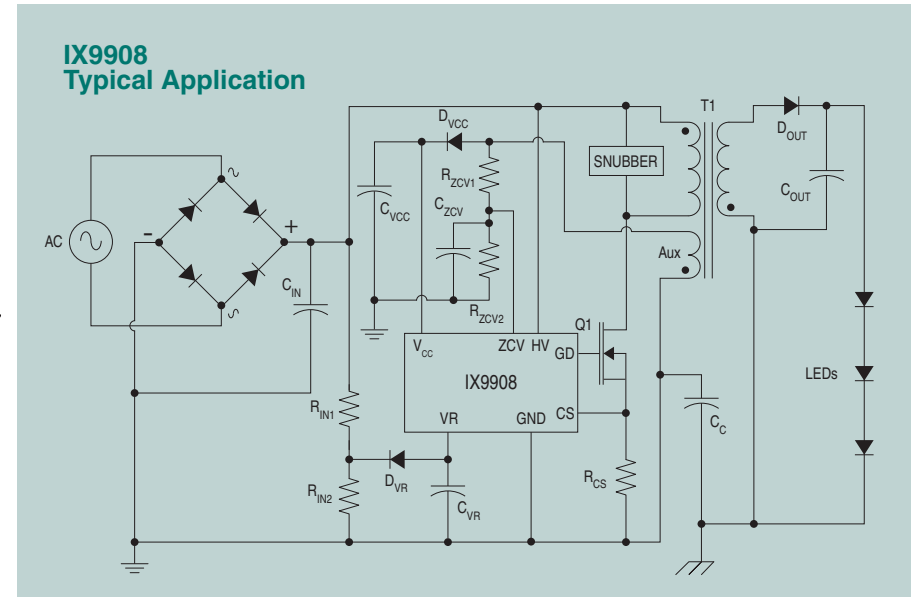 IX9908
Typical Application
T1
D_VCC
D_OUT
SNUBBER
R_ZCV1
C_VCC
C_ZCV
C_OUT
AC
-
+
Aux
C_IN
R_ZCV2
Q1
V_CC
ZCV
HV
GD
IX9908
LEDs
R_IN1
VR
GND
CS
C_C
D_VR
R_CS
R_IN2
C_VR